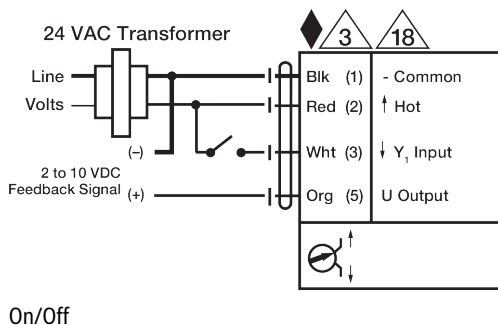 24 VAC Transformer
Line
Volts
3
18
Blk (1) - Common
Red (2) Hot
(–)
Wht (3) Y1 Input
2 to 10 VDC
Feedback Signal (+)
Org (5) U Output
On/Off